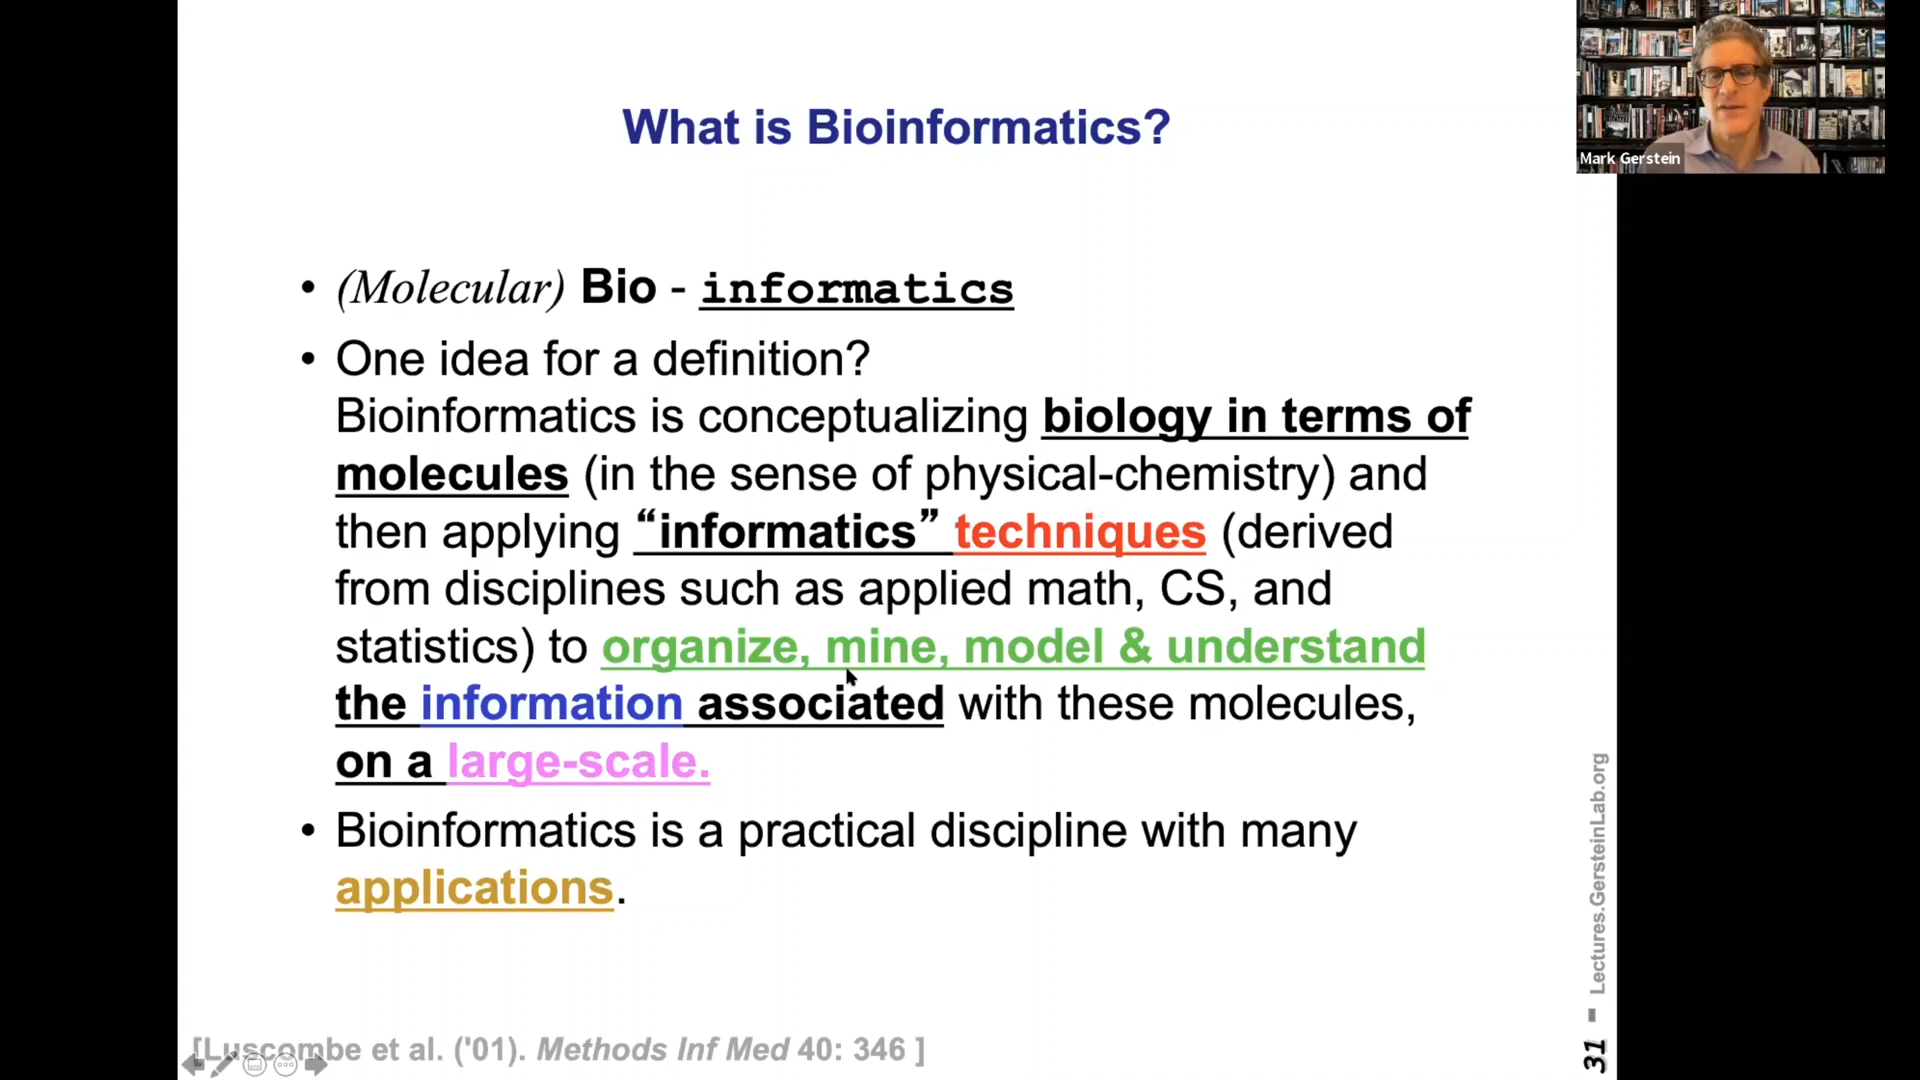 What is Bioinformatics?
Mark Gerstein
• (Molecular) Bio - informatics
• One idea for a definition?
Bioinformatics is conceptualizing biology in terms of
molecules (in the sense of physical-chemistry) and
then applying “informatics” techniques (derived
from disciplines such as applied math, CS, and
statistics) to organize, mine, model & understand
the information associated with these molecules,
on a large-scale.
• Bioinformatics is a practical discipline with many
applications.
[Luscombe et al. ('01). Methods Inf Med 40: 346 ]
31 - Lectures.GersteinLab.org